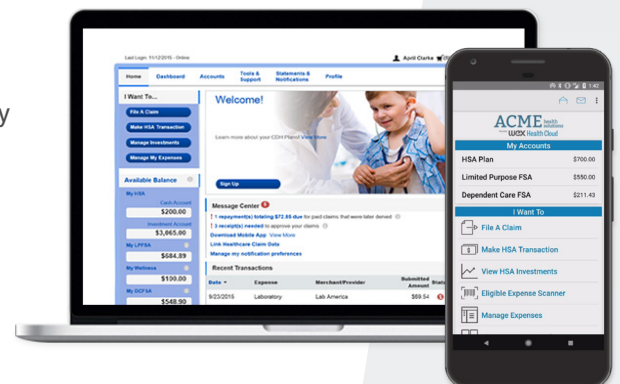 y
Last Login: 11/12/2015 - Online
April Clarke
Home Dashboard Accounts Tools & Support Statements & Notifications Profile
I Want To...
File A Claim
Make HSA Transaction
Manage Investments
Manage My Expenses
Available Balance
My HSA
Cash Account
$200.00
Investment Account
$3,065.00
My LPFSA
$684.89
My Wellness
$100.00
My DCFSA
$548.90
Welcome!
Learn more about your CDH Plans! View More
Sign Up
Message Center
1 repayment(s) totaling $72.85 due for paid claims that were later denied
3 receipt(s) needed to approve your claims
Download Mobile App View More
Link Healthcare Claim Data
Manage my notification preferences
Recent Transactions
Date Expense Merchant/Provider Submitted Amount
9/23/2015 Laboratory Lab America $69.54
1:42
ACME health solutions
WEX Health Cloud
My Accounts
HSA Plan $700.00
Limited Purpose FSA $550.00
Dependent Care FSA $211.43
I Want To
File A Claim
Make HSA Transaction
View HSA Investments
Eligible Expense Scanner
Manage Expenses